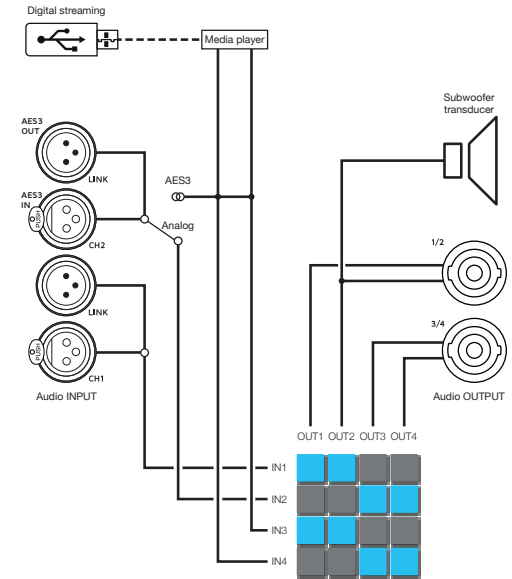 Digital streaming
Media player
Subwoofer
transducer
AES3
OUT
LINK
AES3
IN
PUSH
CH2
AES3
Analog
LINK
PUSH
CH1
Audio INPUT
1/2
3/4
Audio OUTPUT
OUT1 OUT2 OUT3 OUT4
IN1
IN2
IN3
IN4